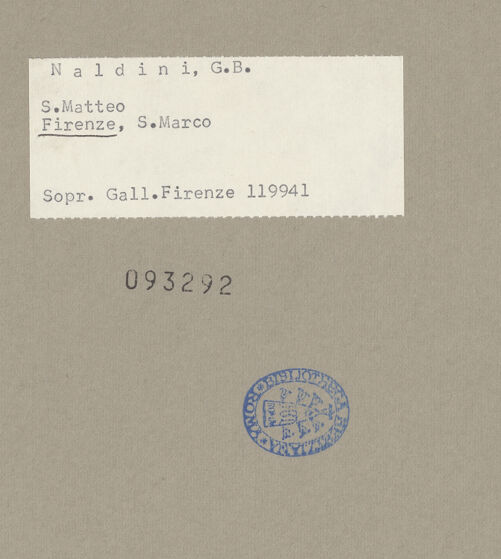 N a l d i n i, G.B.
S.Matteo
Firenze, S.Marco
Sopr. Gall.Firenze 119941
093292